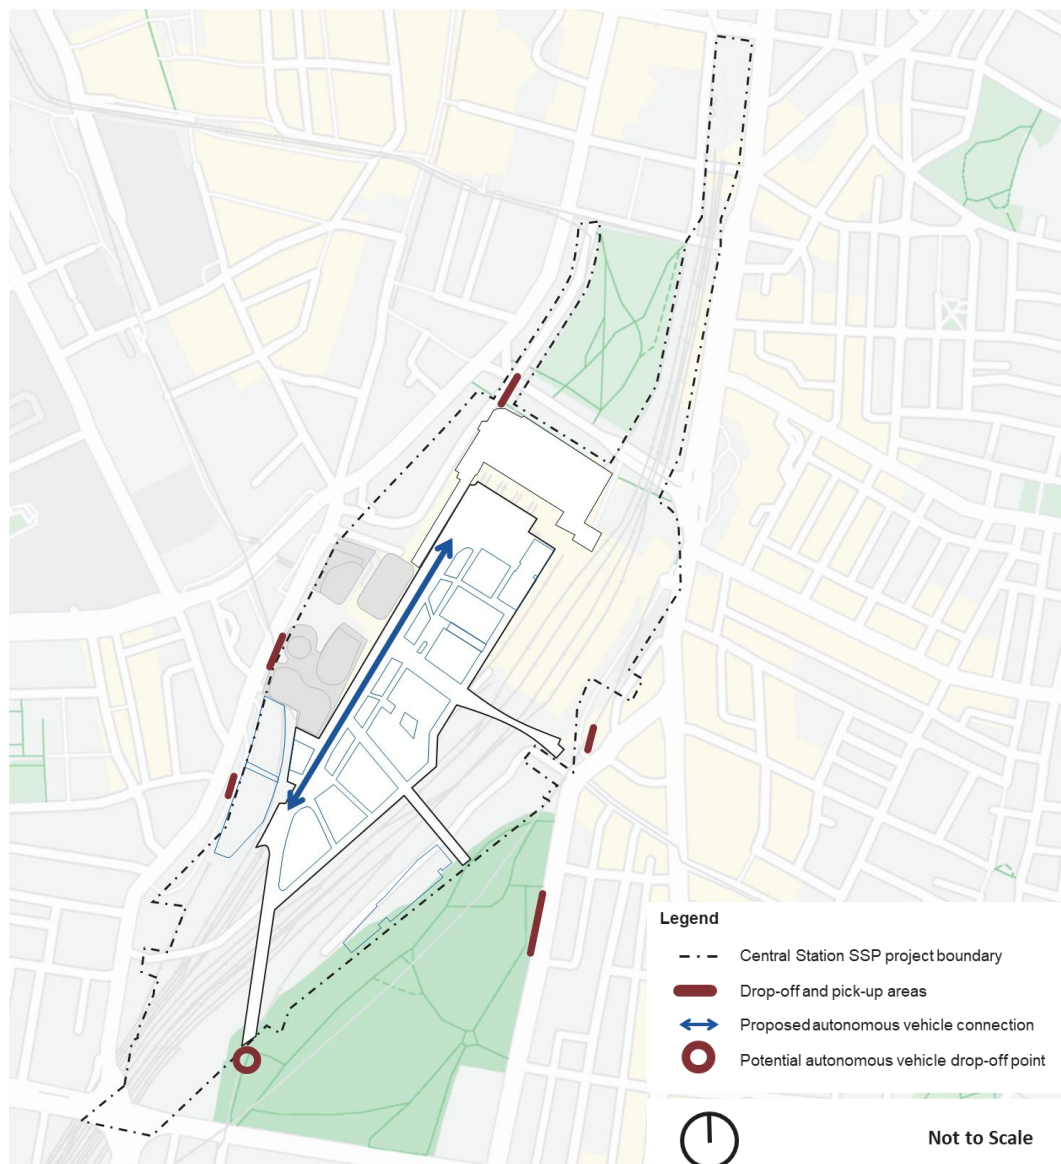 Legend
Central Station SSP project boundary
Drop-off and pick-up areas
Proposed autonomous vehicle connection
Potential autonomous vehicle drop-off point
Not to Scale